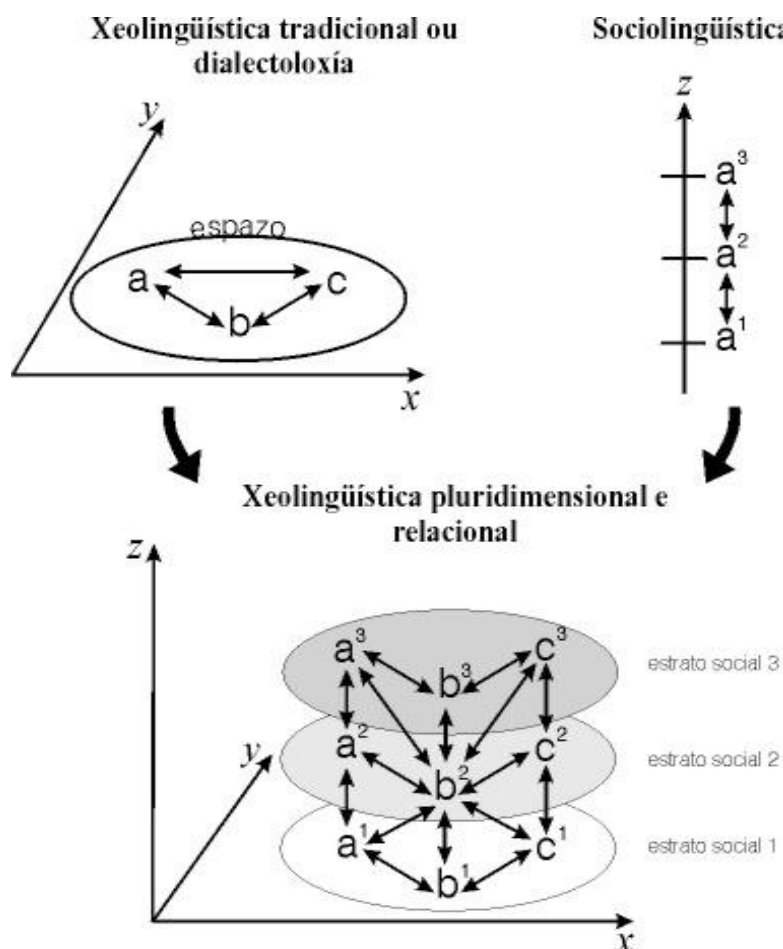 Xeolingüística tradicional ou
dialectoloxía
y
espazo
a c
b
x
Sociolingüística
z
a³
a²
a¹
Xeolingüística pluridimensional e
relacional
z
a³ c³
b³
estrato social 3
y
a² c²
b²
estrato social 2
a¹ c¹
b¹
estrato social 1
x